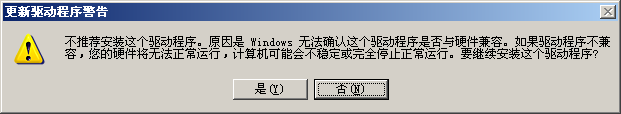 更新驱动程序警告
不推荐安装这个驱动程序。原因是 Windows 无法确认这个驱动程序是否与硬件兼容。如果驱动程序不兼
容，您的硬件将无法正常运行，计算机可能会不稳定或完全停止正常运行。要继续安装这个驱动程序?
是(Y) 否(N)